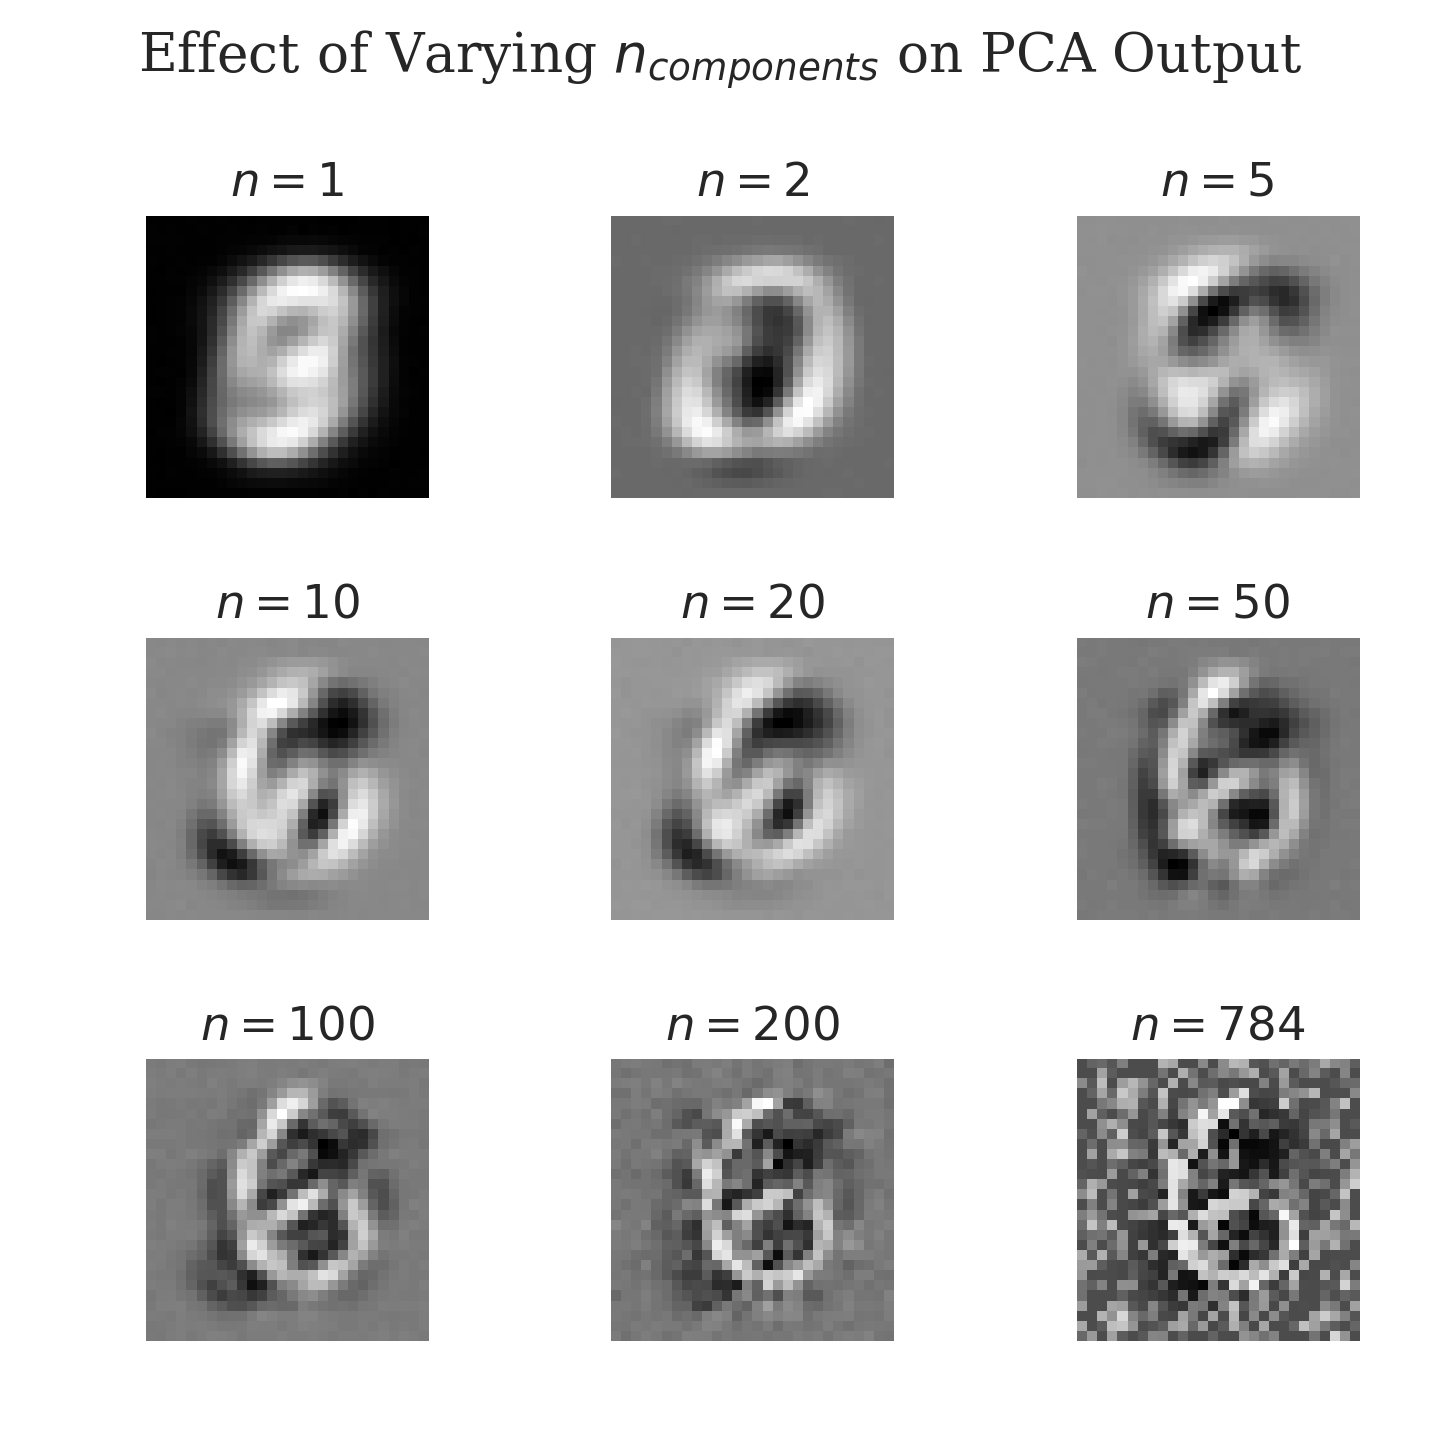 Effect of Varying n_components on PCA Output
n = 1
n = 2
n = 5
n = 10
n = 20
n = 50
n = 100
n = 200
n = 784